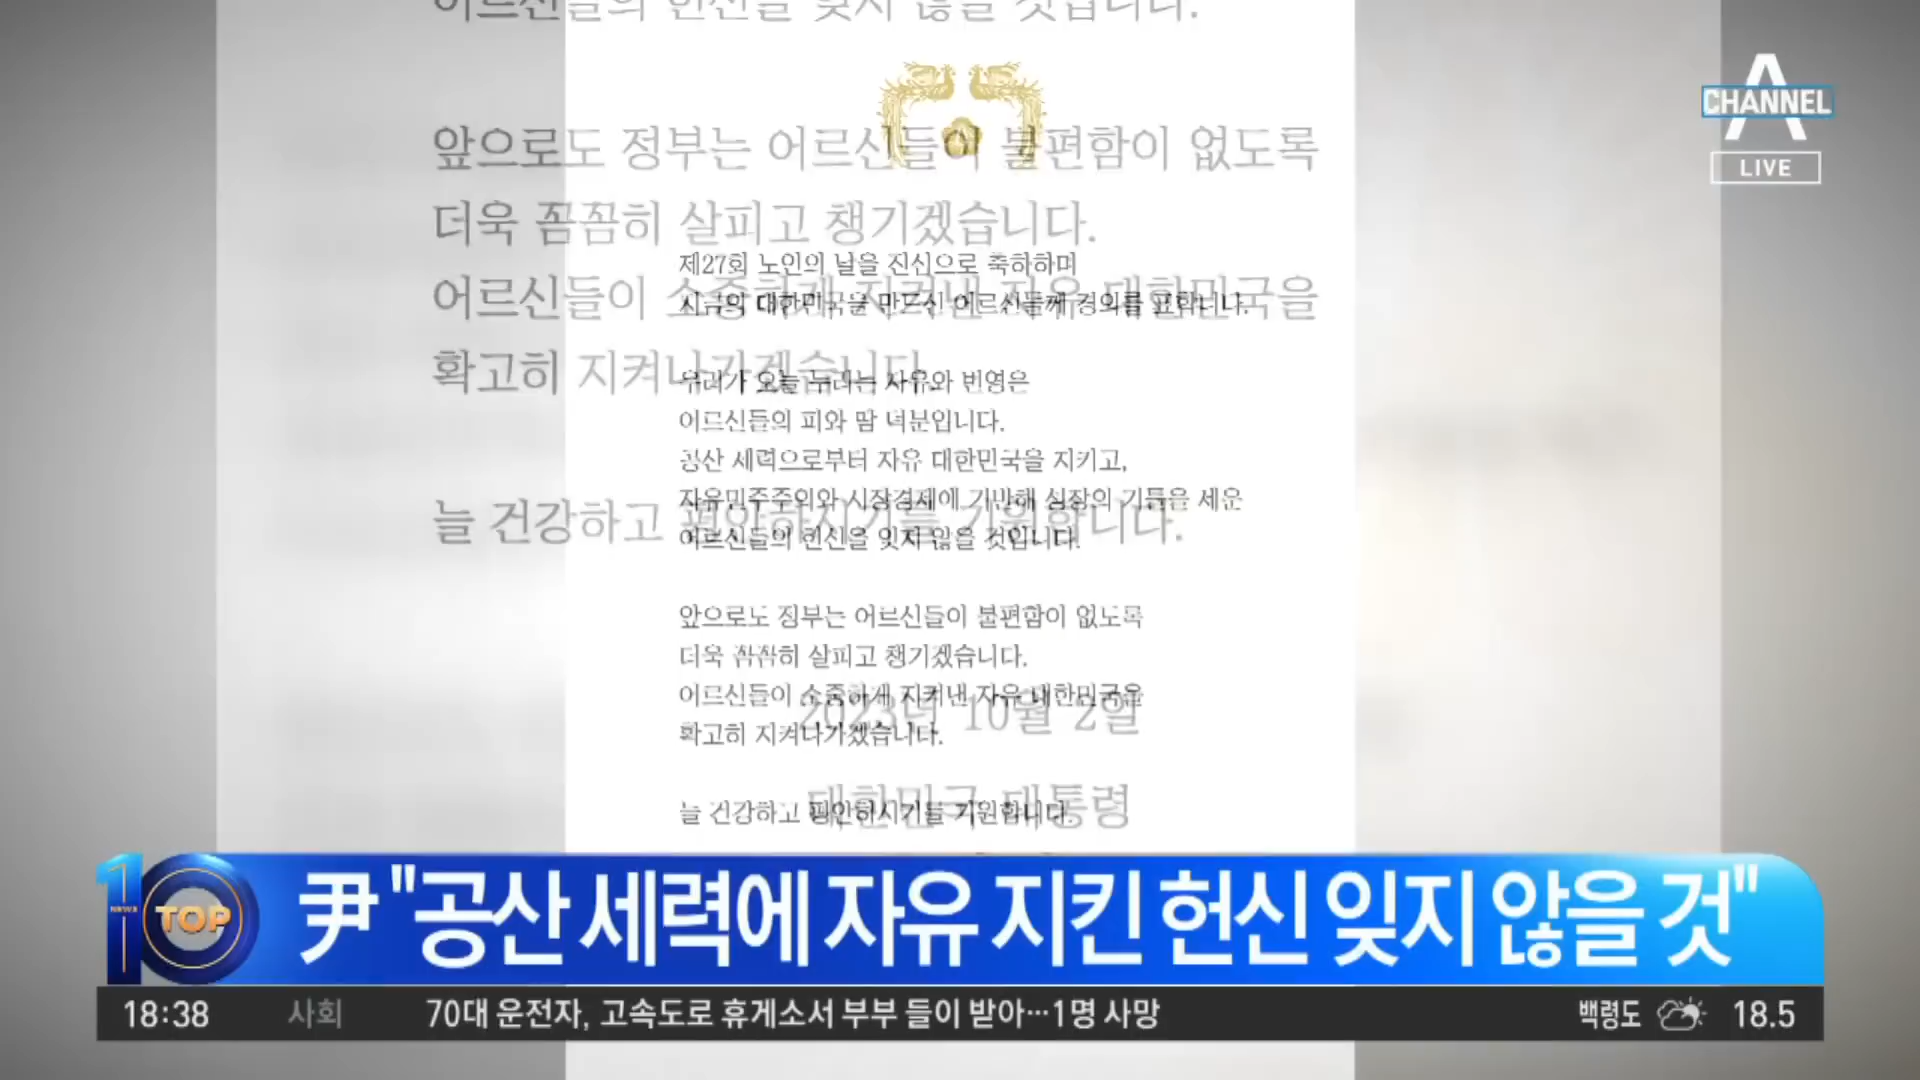 어르신들의 헌신을 잊지 않을 것입니다.
앞으로도 정부는 어르신들이 불편함이 없도록
더욱 꼼꼼히 살피고 챙기겠습니다.
어르신들이 소중하게 지켜낸 자유 대한민국을
확고히 지켜나가겠습니다.
늘 건강하고 평안하시기를 기원합니다.
2023년 10월 2일
대한민국 대통령
제27회 노인의 날을 진심으로 축하하며
지금의 대한민국을 만드신 어르신들께 경의를 표합니다.
우리가 오늘 누리는 자유와 번영은
어르신들의 피와 땀 덕분입니다.
공산 세력으로부터 자유 대한민국을 지키고,
자유민주주의와 시장경제에 기반해 성장의 기틀을 세운
어르신들의 헌신을 잊지 않을 것입니다.
앞으로도 정부는 어르신들이 불편함이 없도록
더욱 꼼꼼히 살피고 챙기겠습니다.
어르신들이 소중하게 지켜낸 자유 대한민국을
확고히 지켜나가겠습니다.
늘 건강하고 평안하시기를 기원합니다.
CHANNEL A
LIVE
NEWS TOP 10
尹 "공산 세력에 자유 지킨 헌신 잊지 않을 것"
18:38 사회 70대 운전자, 고속도로 휴게소서 부부 들이 받아…1명 사망 백령도 18.5